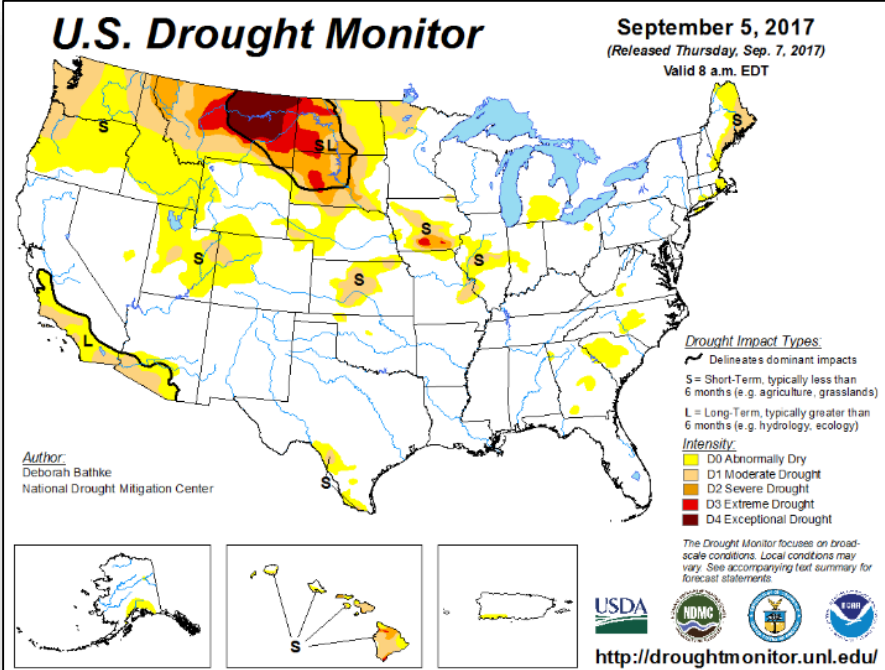 U.S. Drought Monitor
September 5, 2017
(Released Thursday, Sep. 7, 2017)
Valid 8 a.m. EDT
S
SL
S
S
S
S
S
L
S
S
Drought Impact Types:
Delineates dominant impacts
S = Short-Term, typically less than
6 months (e.g. agriculture, grasslands)
L = Long-Term, typically greater than
6 months (e.g. hydrology, ecology)
Intensity:
D0 Abnormally Dry
D1 Moderate Drought
D2 Severe Drought
D3 Extreme Drought
D4 Exceptional Drought
Author:
Deborah Bathke
National Drought Mitigation Center
The Drought Monitor focuses on broad-
scale conditions. Local conditions may
vary. See accompanying text summary for
forecast statements.
USDA
NDMC
http://droughtmonitor.unl.edu/